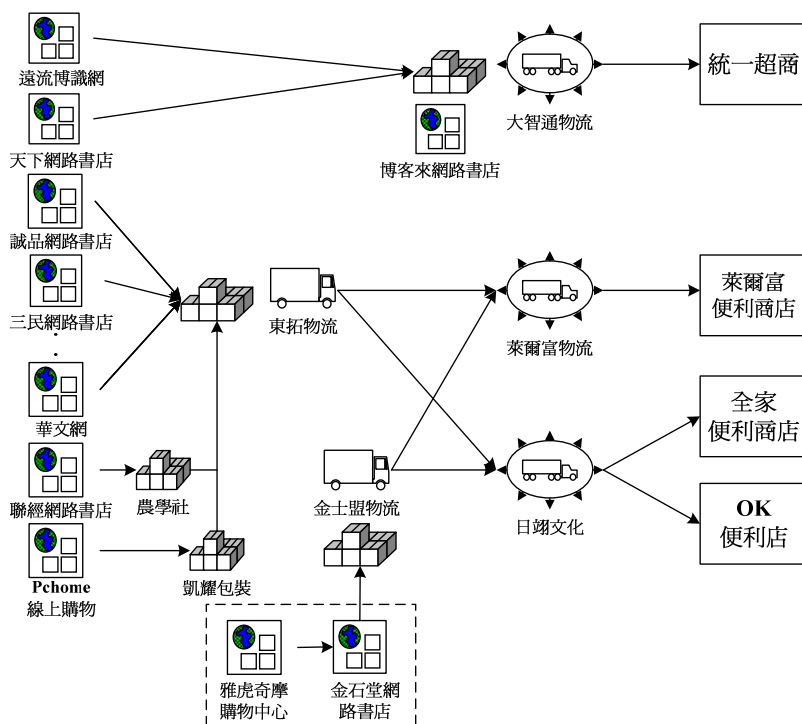 遠流博識網
天下網路書店
誠品網路書店
三民網路書店
華文網
聯經網路書店
Pchome
線上購物
博客來網路書店
大智通物流
統一超商
東拓物流
萊爾富物流
萊爾富
便利商店
農學社
凱耀包裝
金士盟物流
日翊文化
全家
便利商店
OK
便利店
雅虎奇摩
購物中心
金石堂網
路書店